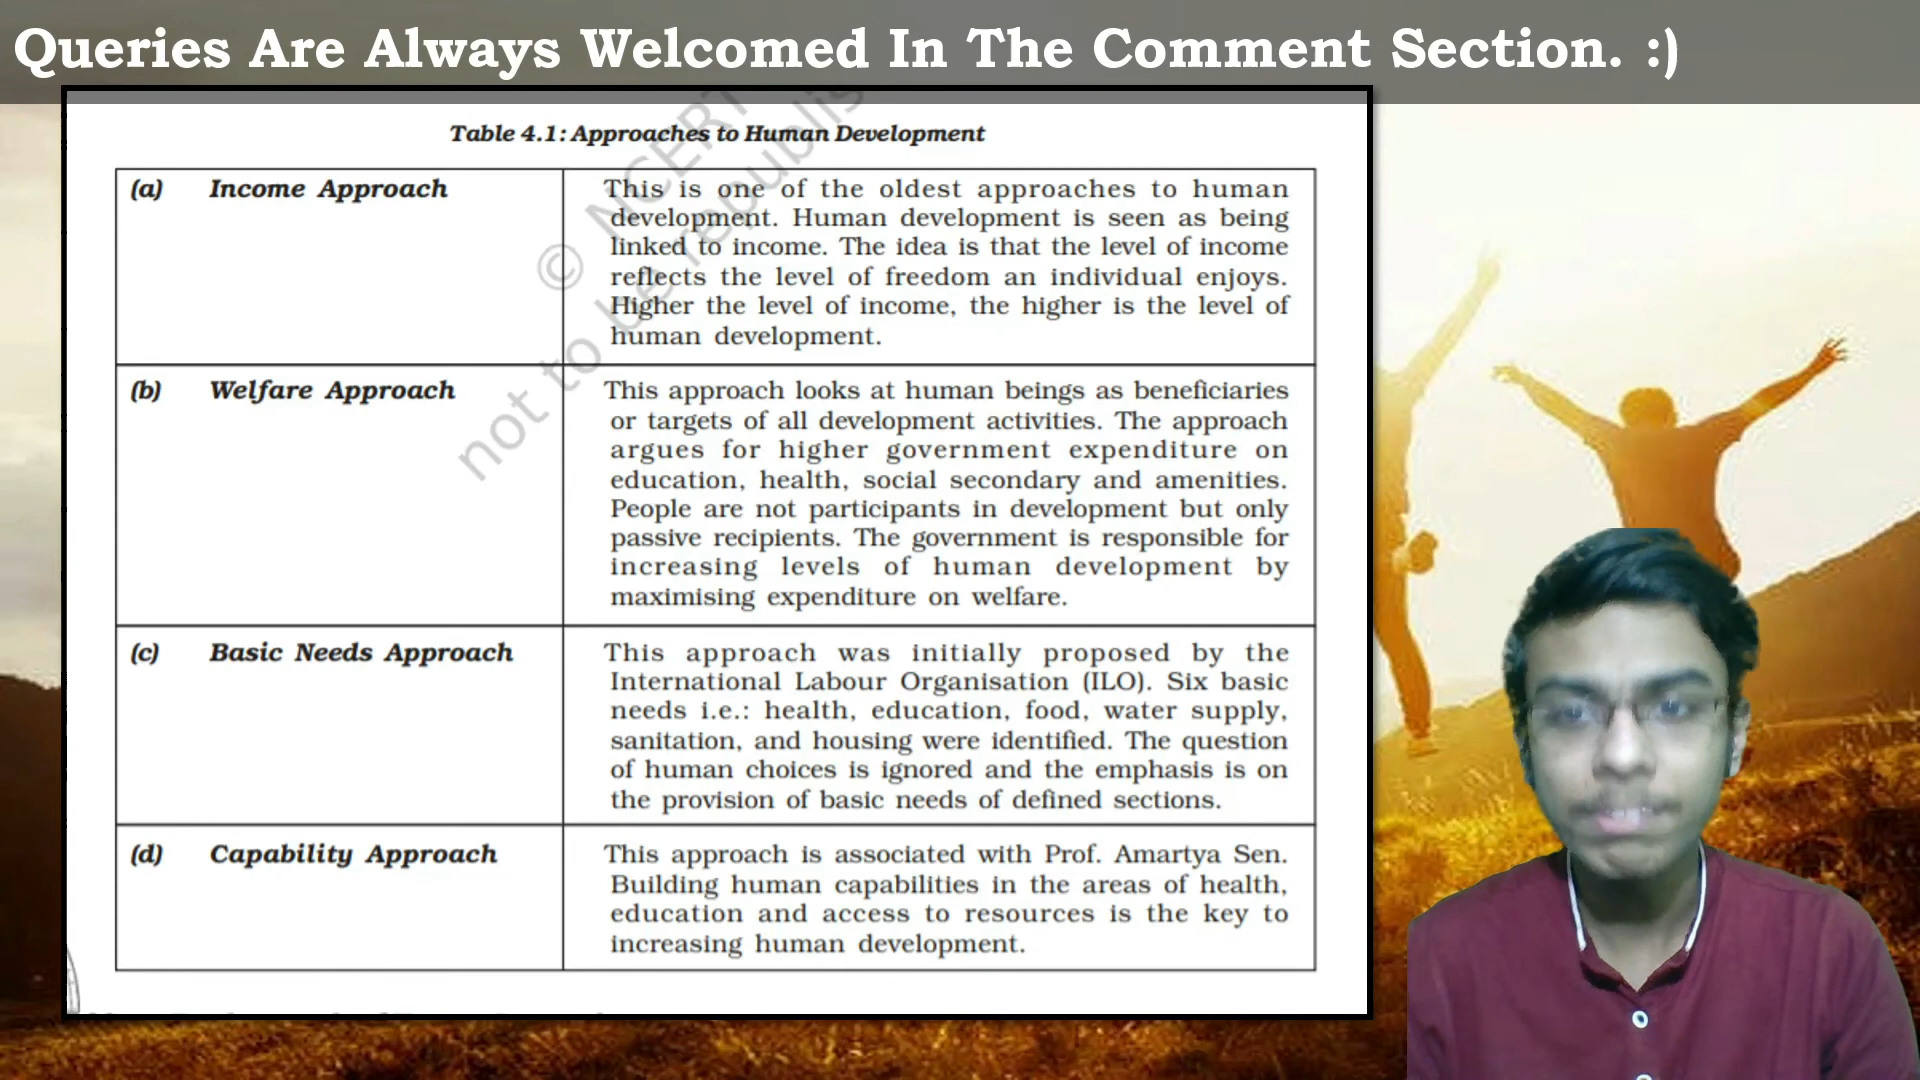 Queries Are Always Welcomed In The Comment Section. :)
Table 4.1: Approaches to Human Development
(a) Income Approach
This is one of the oldest approaches to human
development. Human development is seen as being
linked to income. The idea is that the level of income
reflects the level of freedom an individual enjoys.
Higher the level of income, the higher is the level of
human development.
(b) Welfare Approach
This approach looks at human beings as beneficiaries
or targets of all development activities. The approach
argues for higher government expenditure on
education, health, social secondary and amenities.
People are not participants in development but only
passive recipients. The government is responsible for
increasing levels of human development by
maximising expenditure on welfare.
(c) Basic Needs Approach
This approach was initially proposed by the
International Labour Organisation (ILO). Six basic
needs i.e.: health, education, food, water supply,
sanitation, and housing were identified. The question
of human choices is ignored and the emphasis is on
the provision of basic needs of defined sections.
(d) Capability Approach
This approach is associated with Prof. Amartya Sen.
Building human capabilities in the areas of health,
education and access to resources is the key to
increasing human development.
© NCERT
not to be republis